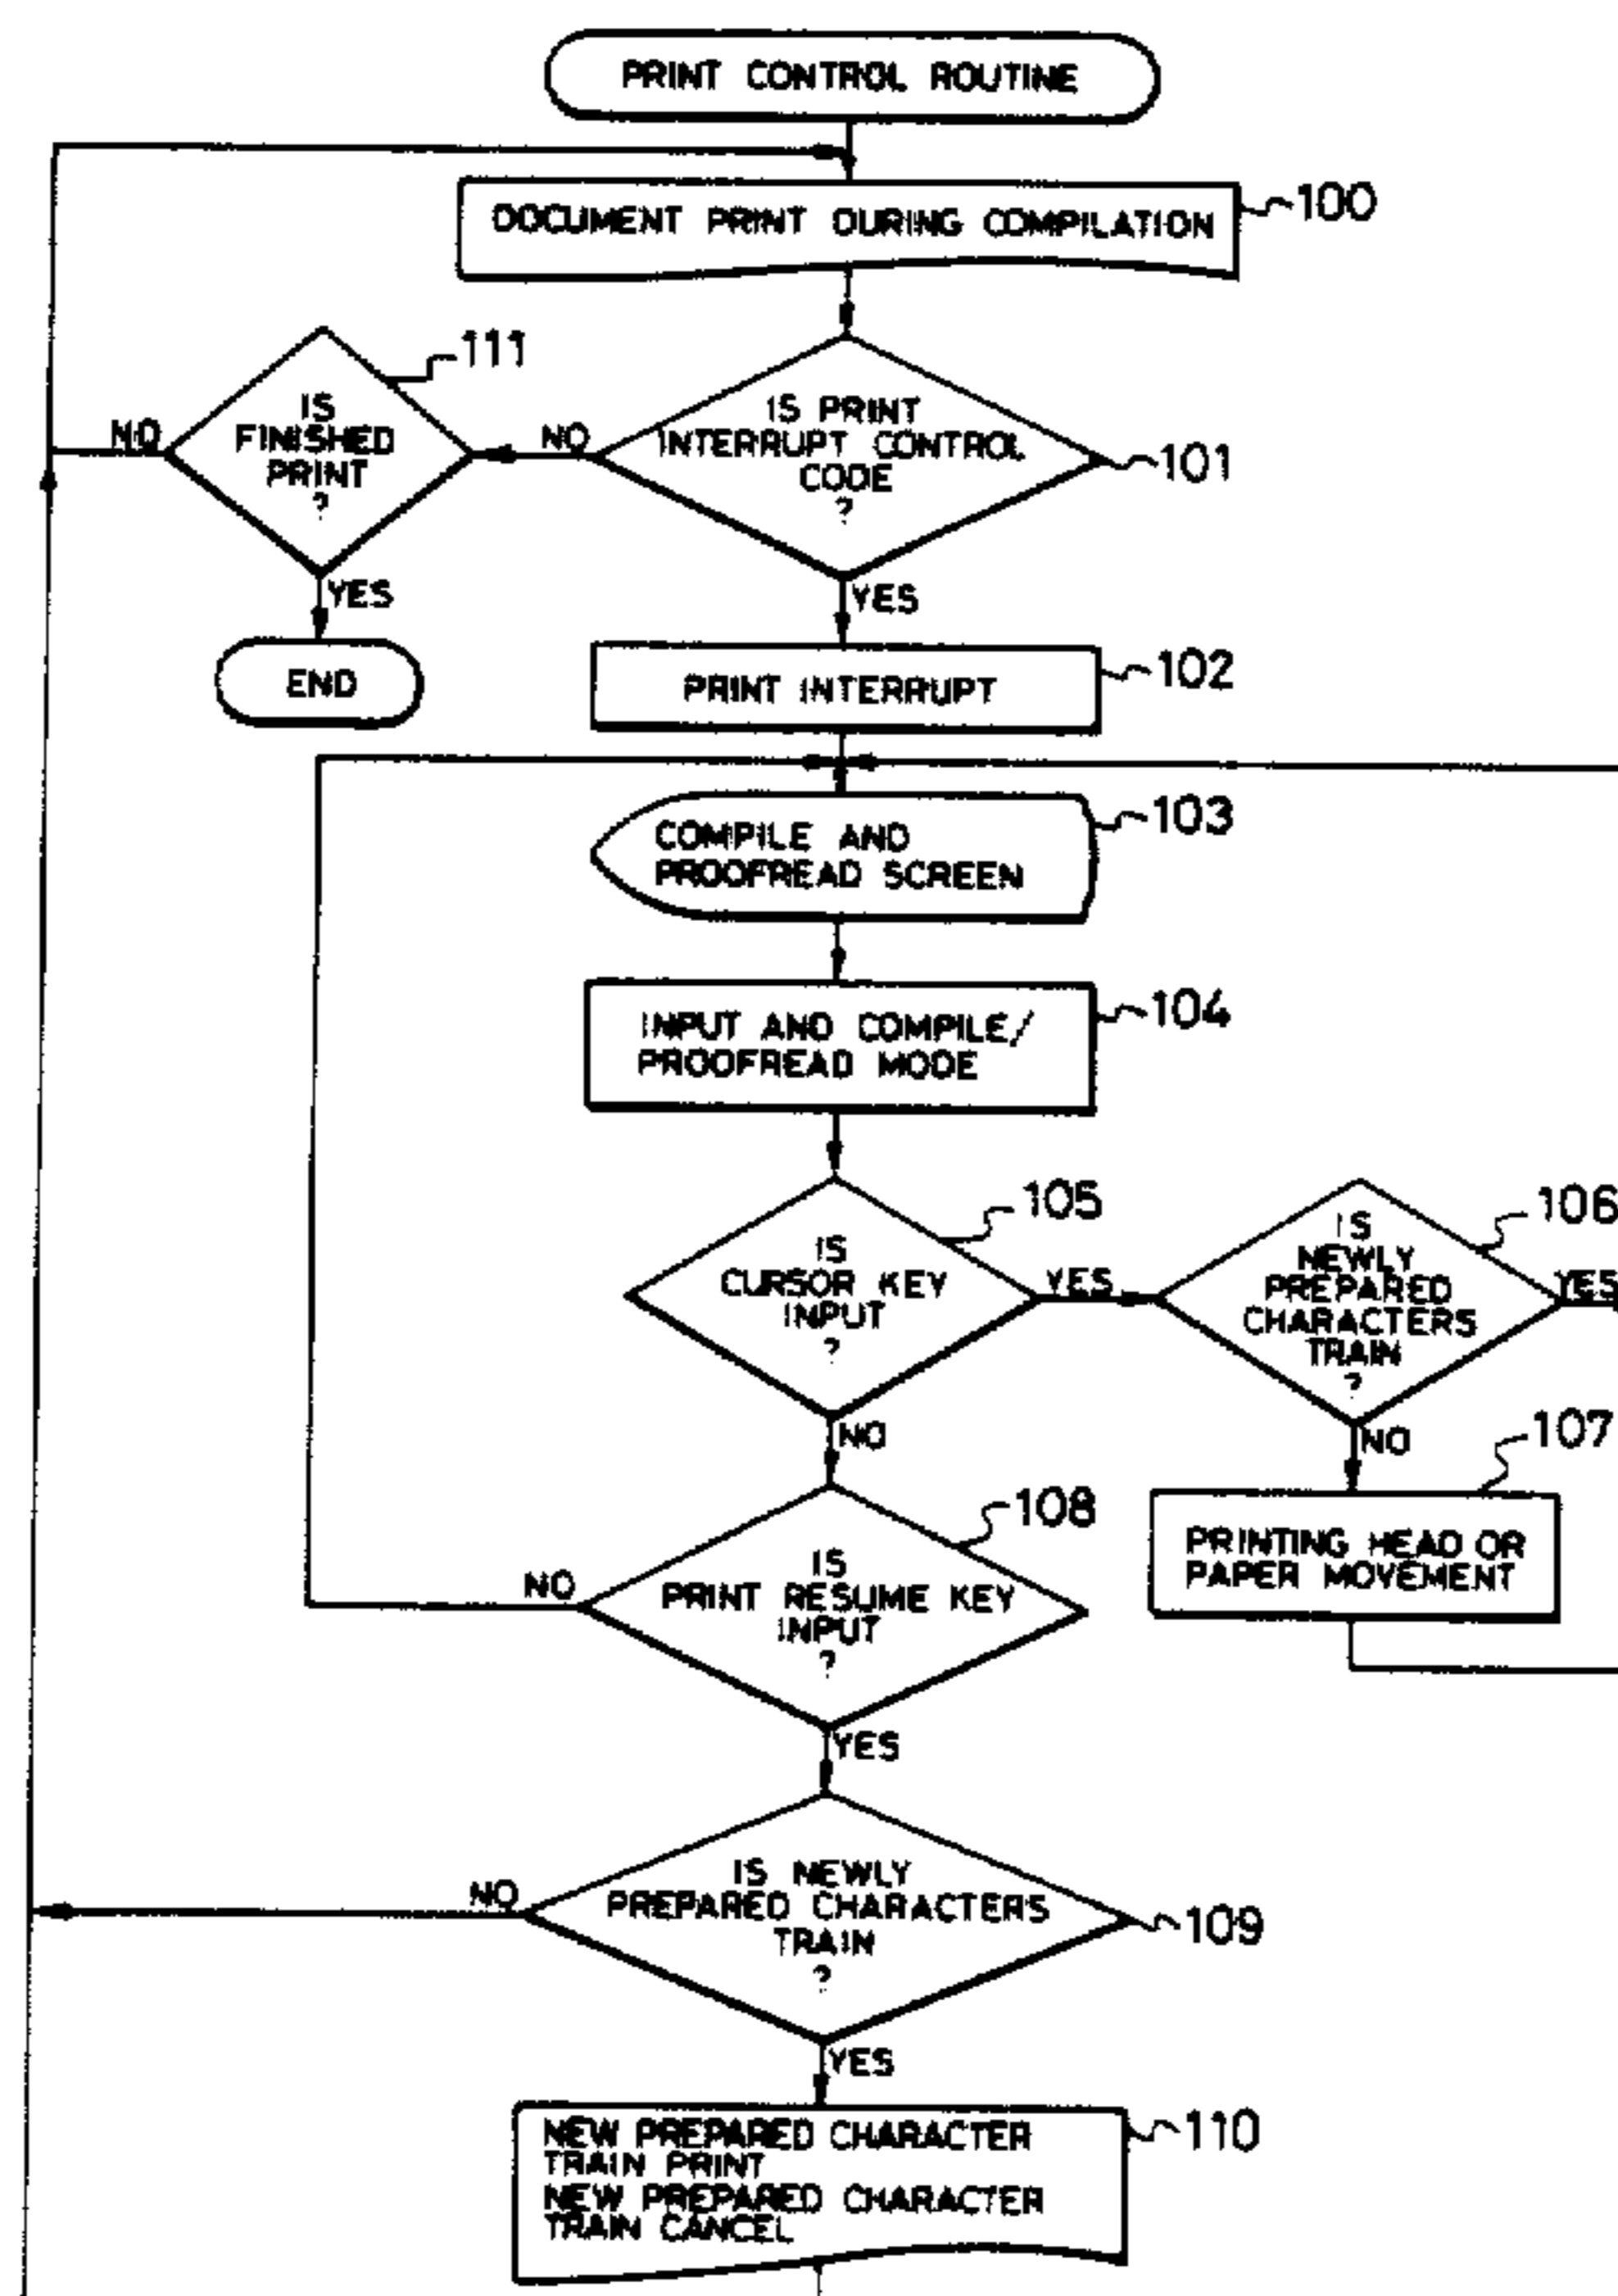 PRINT CONTROL ROUTINE
DOCUMENT PRINT DURING COMPILATION
100
111
IS
FINISHED
PRINT
?
NO
YES
END
IS PRINT
INTERRUPT CONTROL
CODE
?
101
NO
YES
PRINT INTERRUPT
102
COMPILE AND
PROOFREAD SCREEN
103
INPUT AND COMPILE/
PROOFREAD MODE
104
IS
CURSOR KEY
INPUT
?
105
YES
NO
IS
NEWLY
PREPARED
CHARACTERS
TRAIN
?
106
YES
NO
PRINTING HEAD OR
PAPER MOVEMENT
107
IS
PRINT RESUME KEY
INPUT
?
108
NO
YES
IS NEWLY
PREPARED CHARACTERS
TRAIN
?
109
NO
YES
NEW PREPARED CHARACTER
TRAIN PRINT
NEW PREPARED CHARACTER
TRAIN CANCEL
110